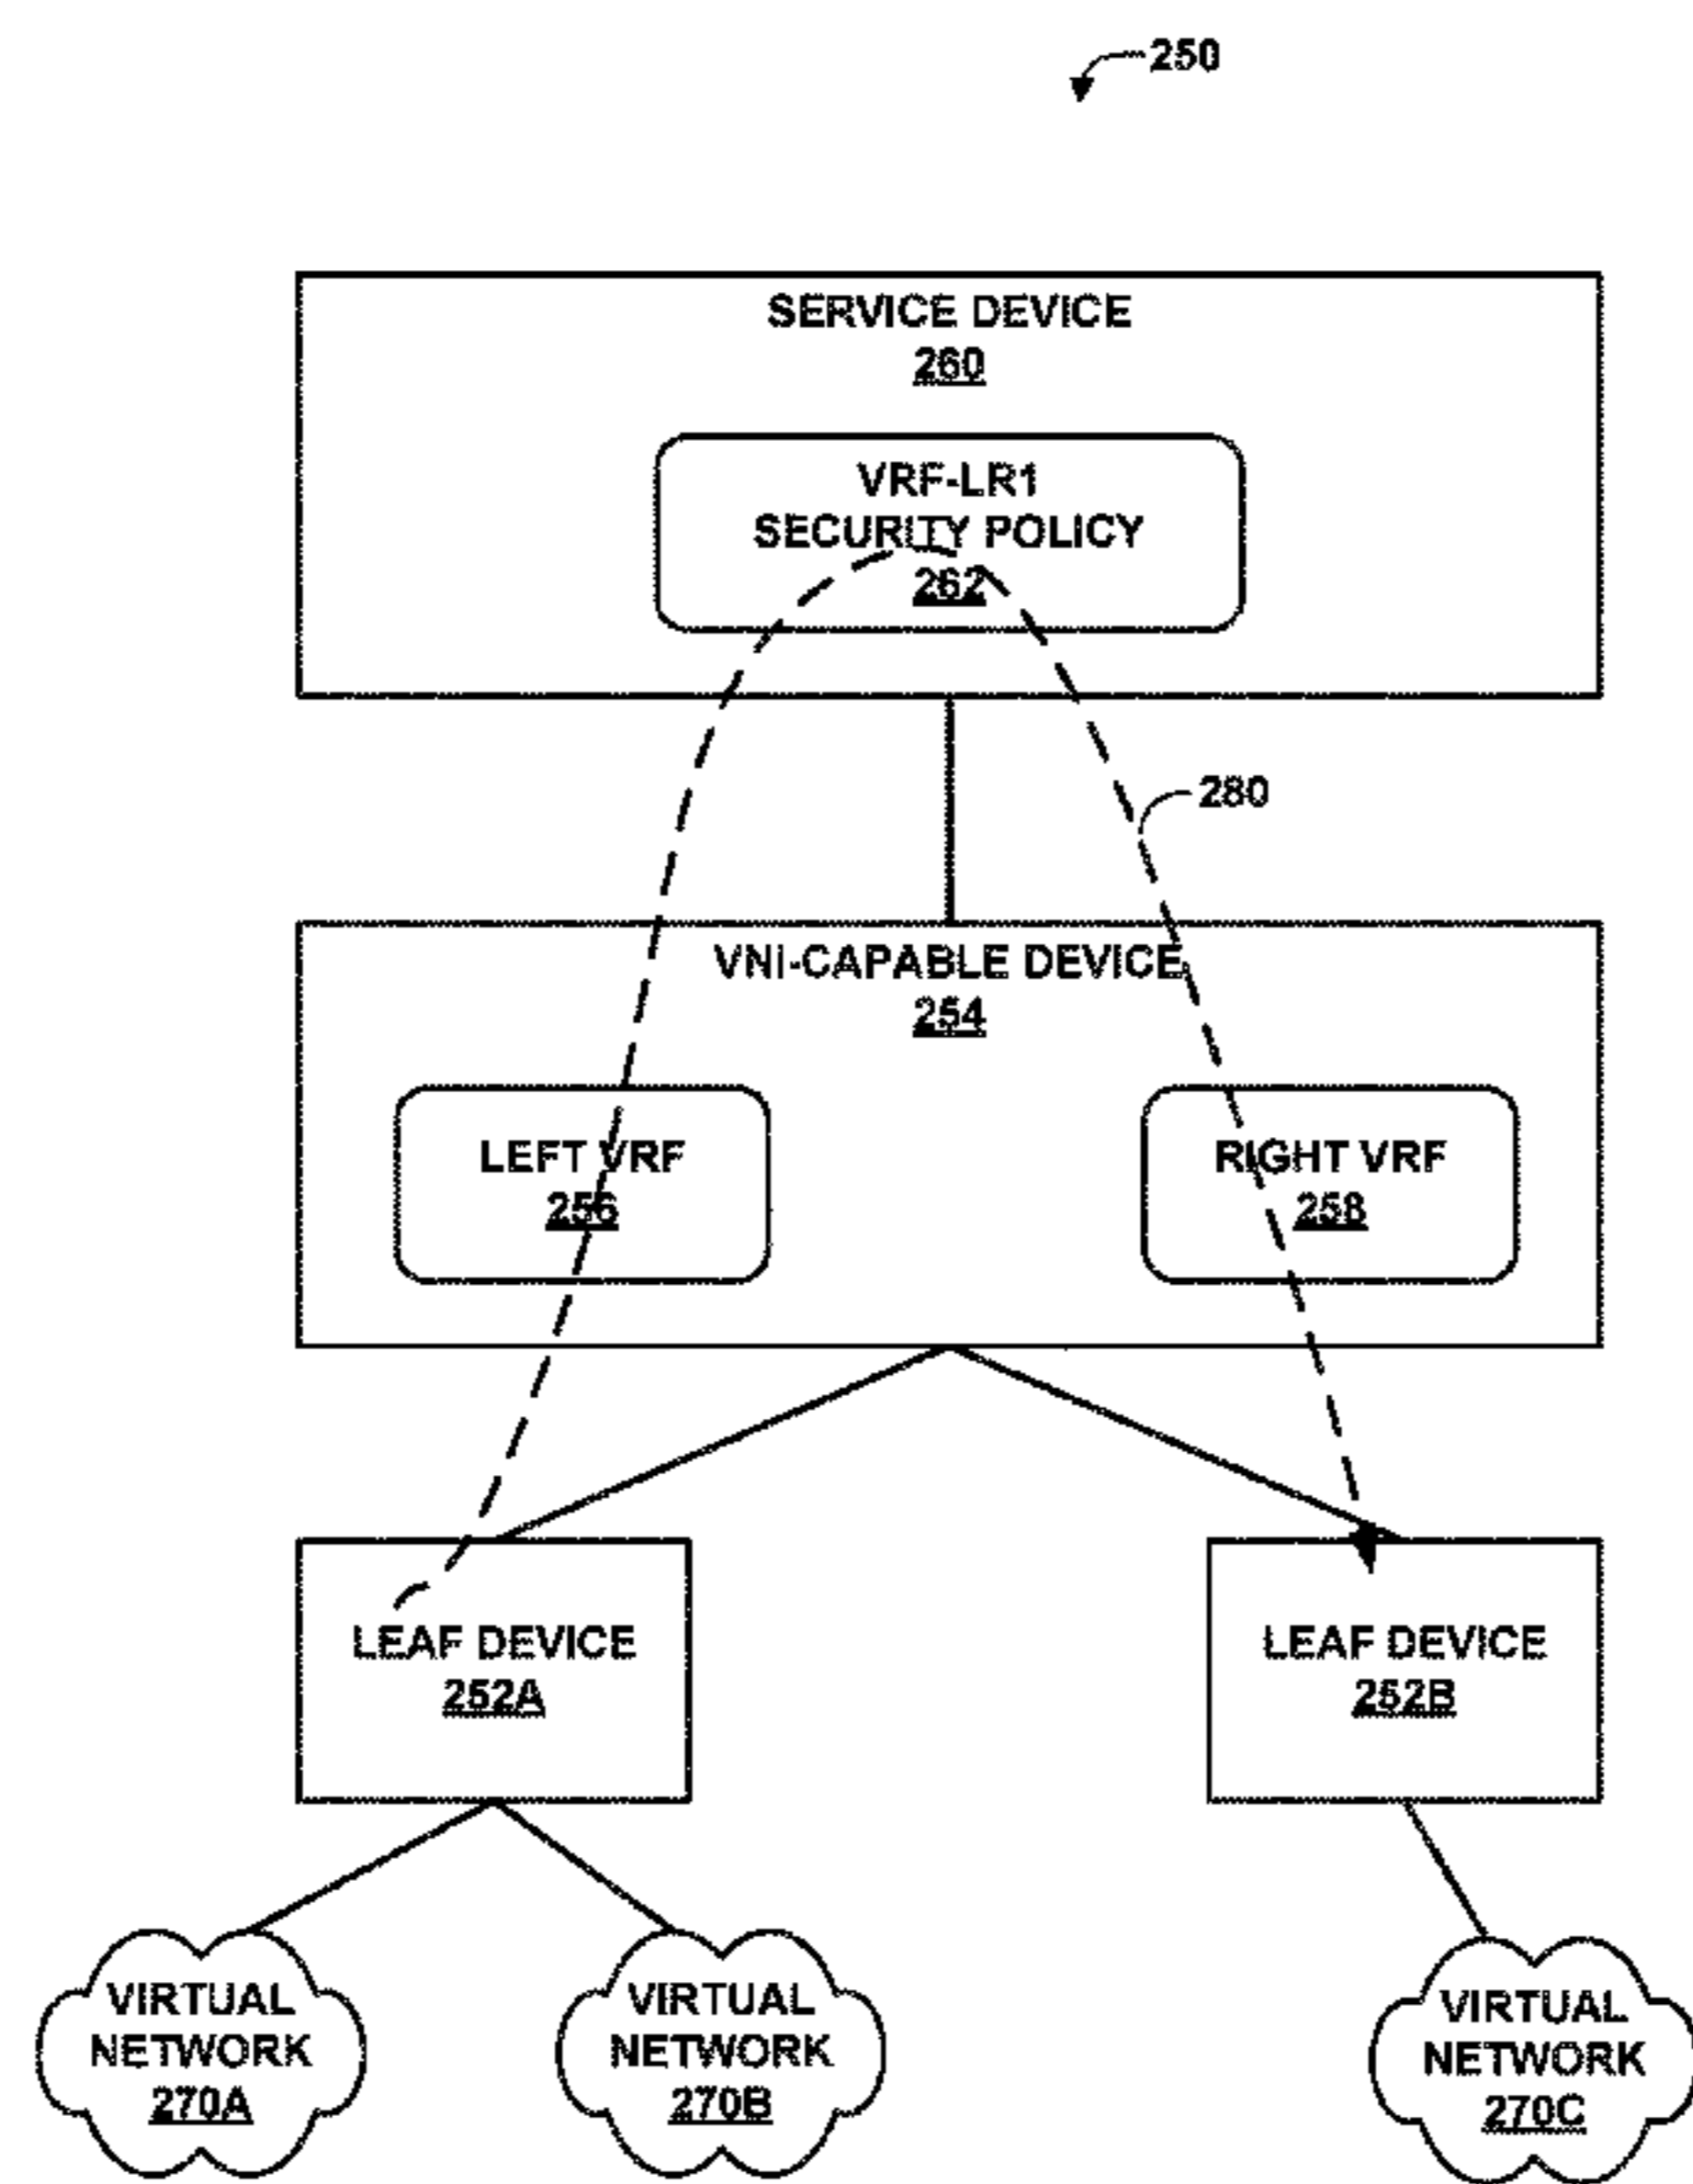 250
SERVICE DEVICE
260
VRF-LR1
SECURITY POLICY
262
280
VNI-CAPABLE DEVICE
254
LEFT VRF
256
RIGHT VRF
258
LEAF DEVICE
252A
LEAF DEVICE
252B
VIRTUAL
NETWORK
270A
VIRTUAL
NETWORK
270B
VIRTUAL
NETWORK
270C